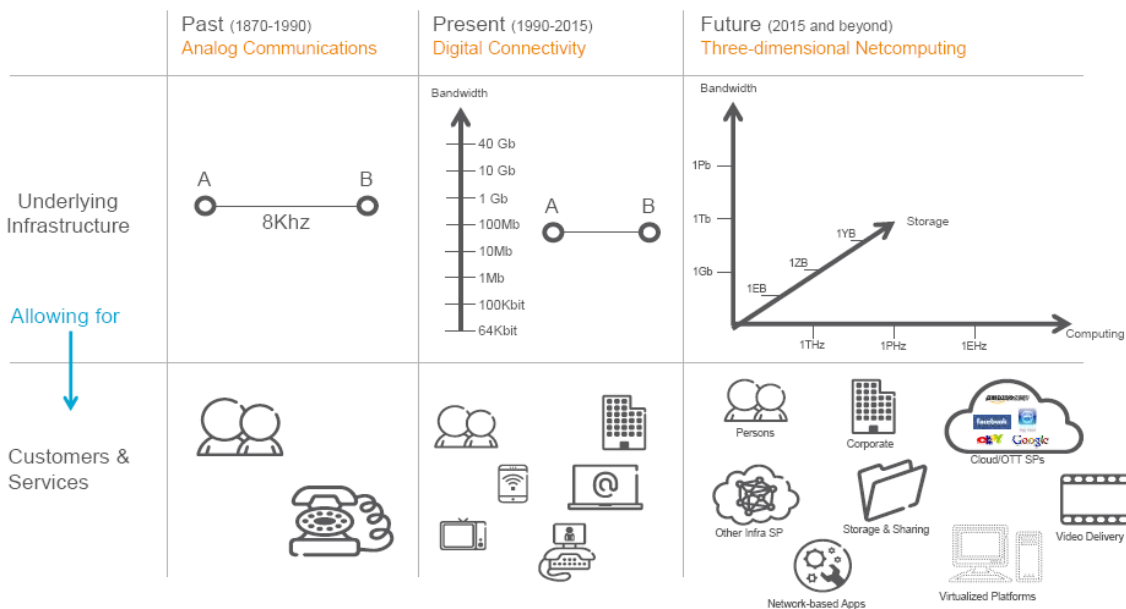 Past (1870-1990)
Analog Communications
Present (1990-2015)
Digital Connectivity
Future (2015 and beyond)
Three-dimensional Netcomputing
Underlying
Infrastructure
A
B
8Khz
Bandwidth
40 Gb
10 Gb
1 Gb
100Mb
10Mb
1Mb
100Kbit
64Kbit
A
B
Bandwidth
1Pb
1Tb
1Gb
Storage
1YB
1ZB
1EB
Computing
1THz
1PHz
1EHz
Allowing for
Customers &
Services
@
Persons
Corporate
facebook
ebY
Google
Cloud/OTT SPs
Other Infra SP
Storage & Sharing
Video Delivery
Network-based Apps
Virtualized Platforms